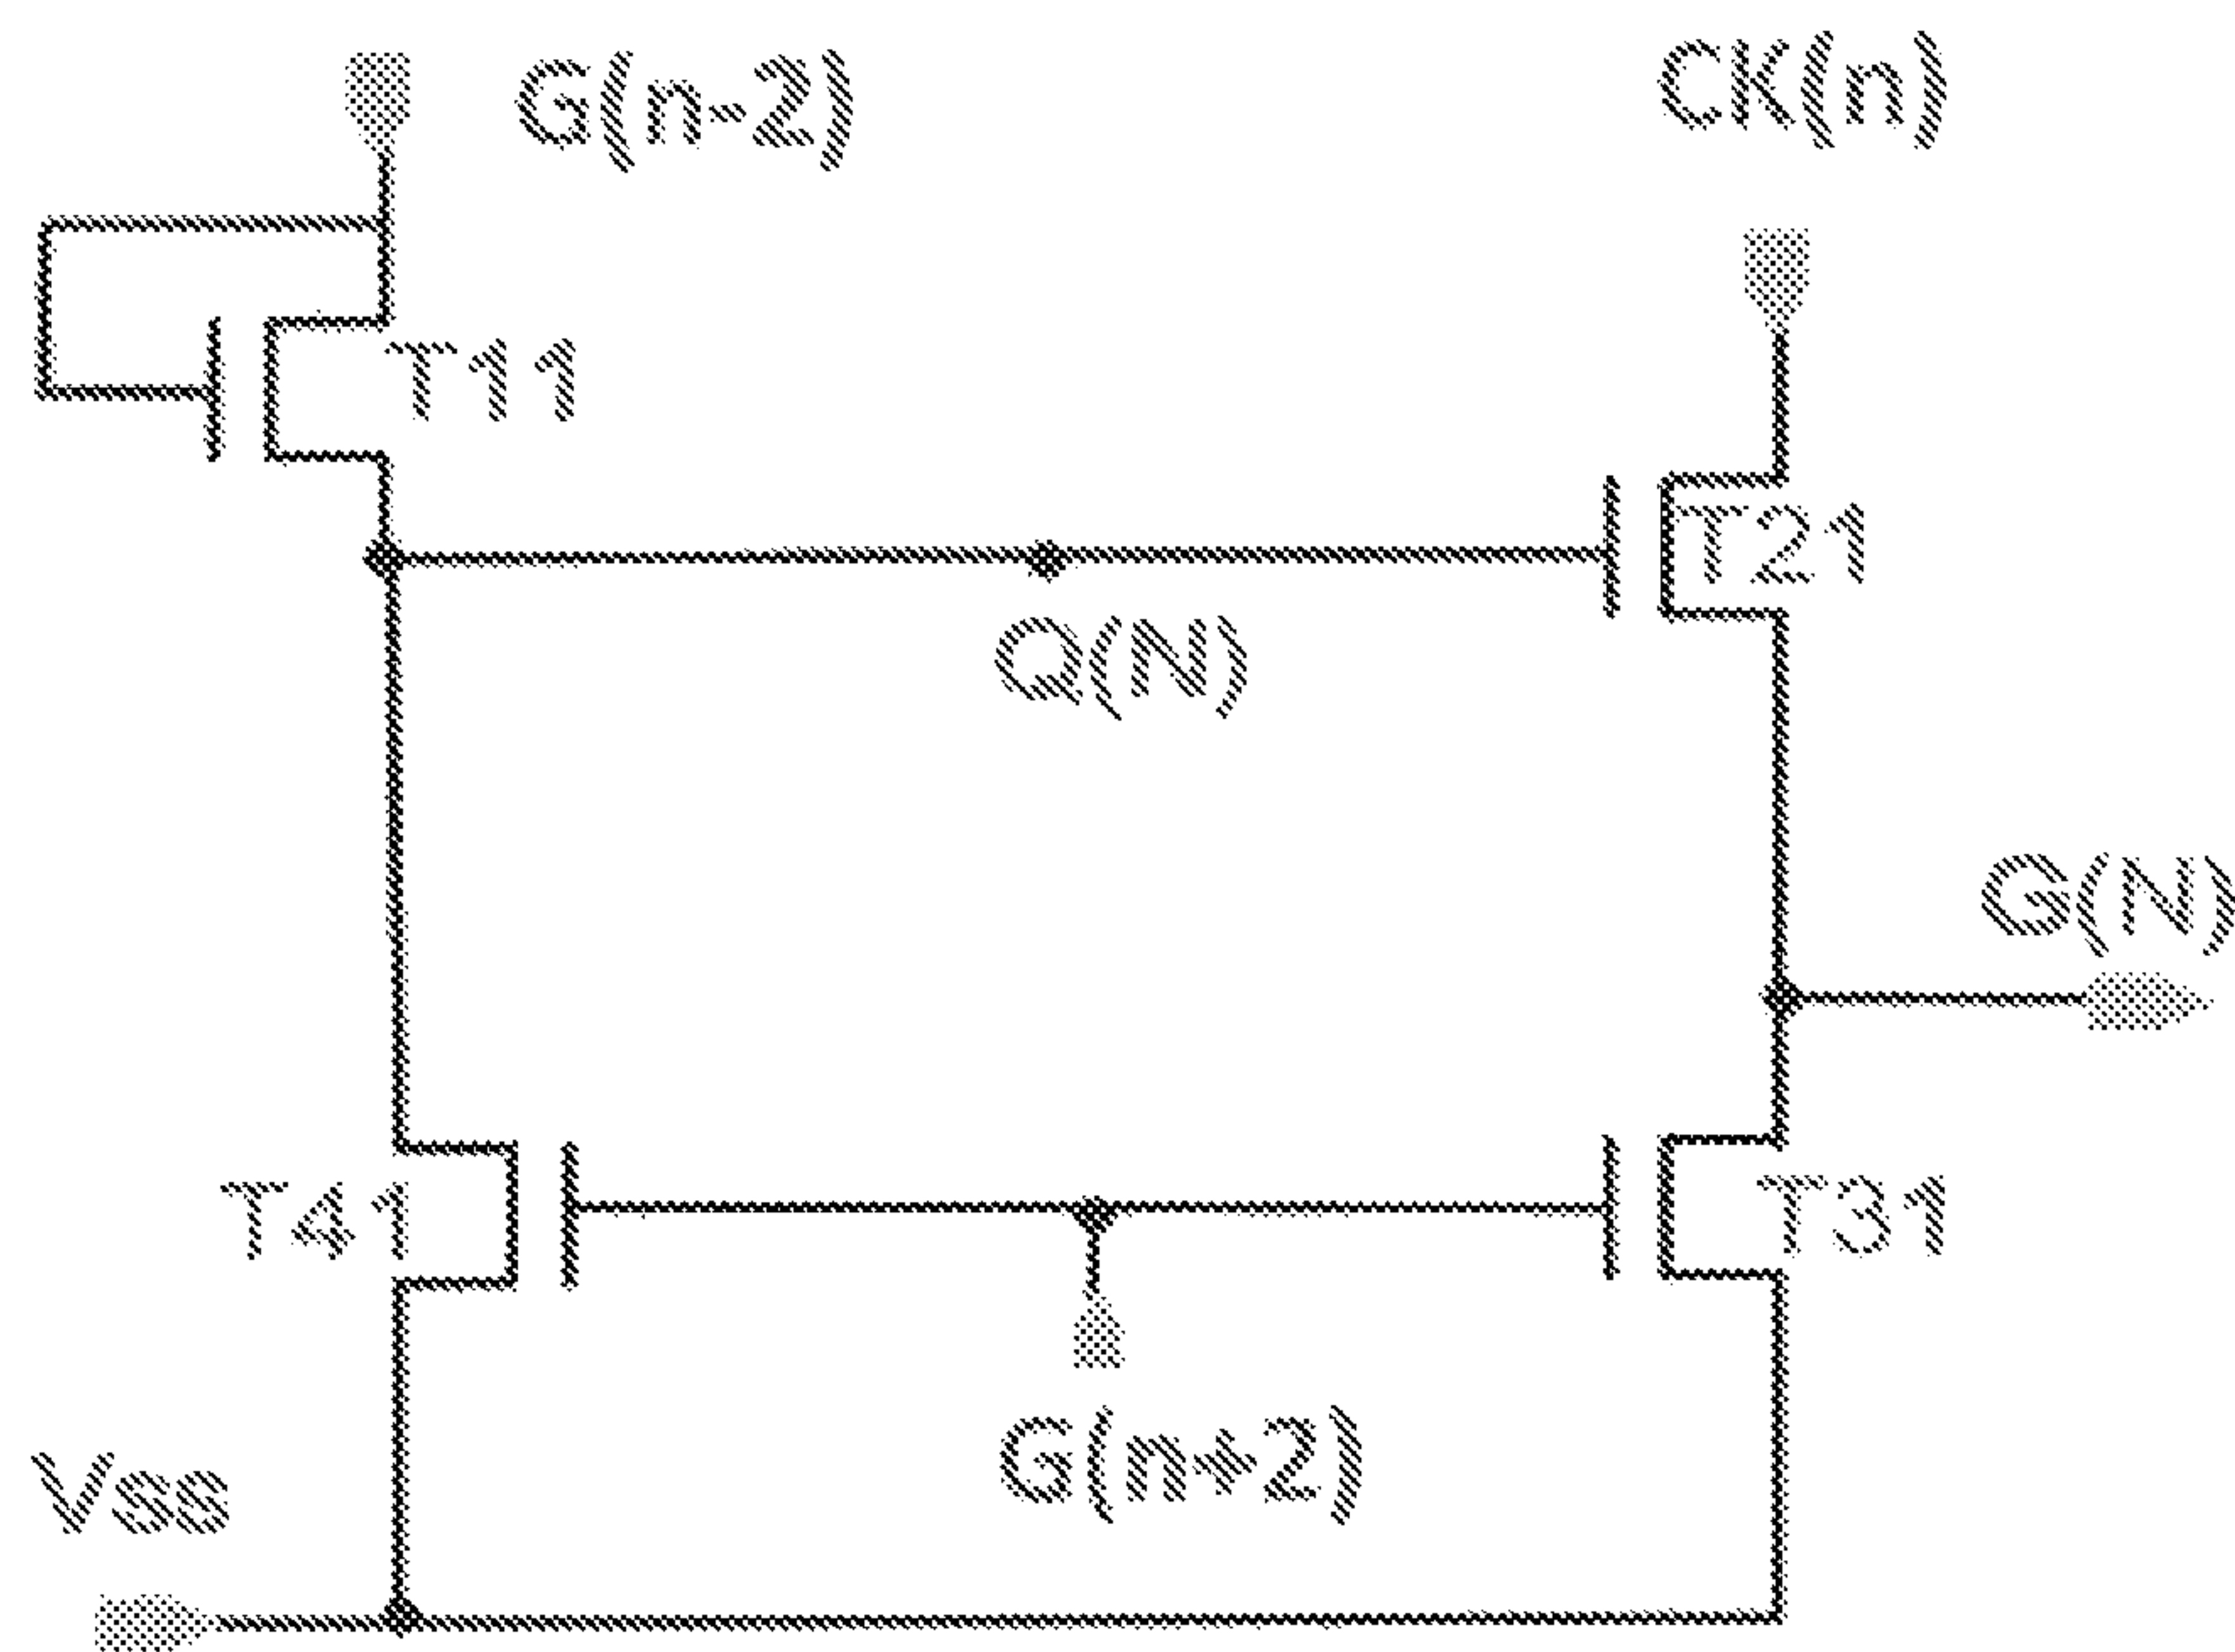 G(n-2)
CK(n)
T11
T21
Q(N)
G(N)
T41
T31
G(n+2)
Vss